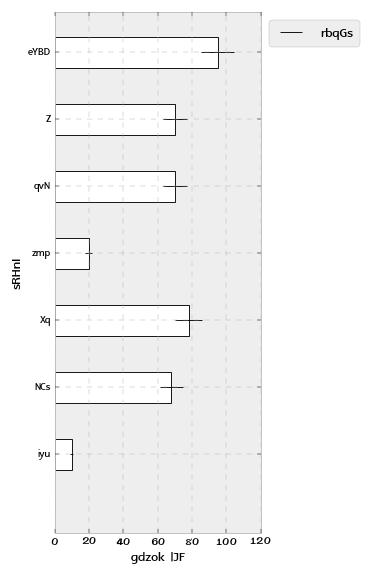 rbqGs
eYBD
Z
qvN
zmp
Xq
NCs
iyu
sRHnl
0 20 40 60 80 100 120
gdzok lJF